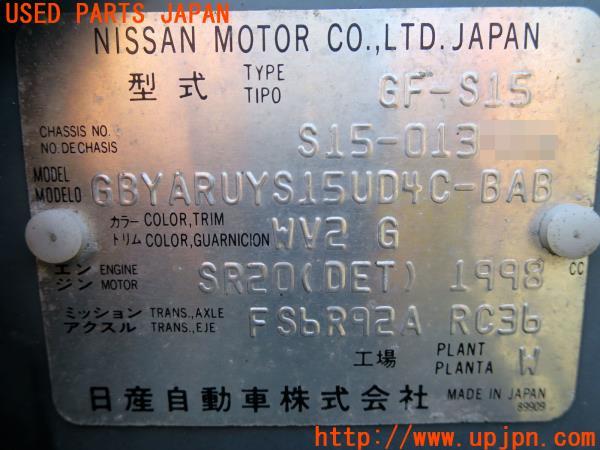 USED PARTS JAPAN
NISSAN MOTOR CO.,LTD. JAPAN
型式 TYPE TIPO GF-S15
CHASSIS NO. NO.DECHASIS S15-013
MODEL MODELO GBYARUYS15UD4C-BAB
カラー COLOR,TRIM
トリム COLOR,GUARNICION WV2 G
エンジン ENGINE MOTOR SR20(DET) 1998 CC
ミッション TRANS.,AXLE
アクスル TRANS.,EJE FS6R92A RC36
工場 PLANT PLANTA W
日産自動車株式会社 MADE IN JAPAN
89909
UPJ http://www.upjpn.com/